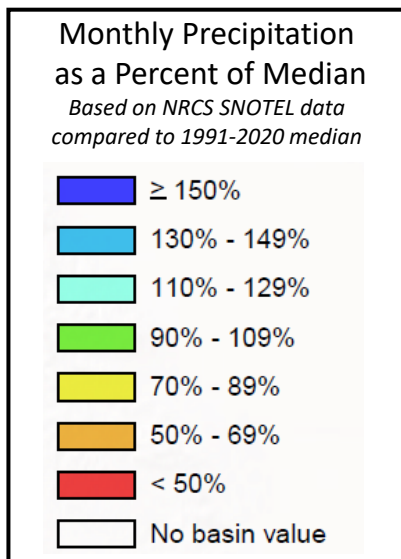 Monthly Precipitation
as a Percent of Median
Based on NRCS SNOTEL data
compared to 1991-2020 median
≥ 150%
130% - 149%
110% - 129%
90% - 109%
70% - 89%
50% - 69%
< 50%
No basin value